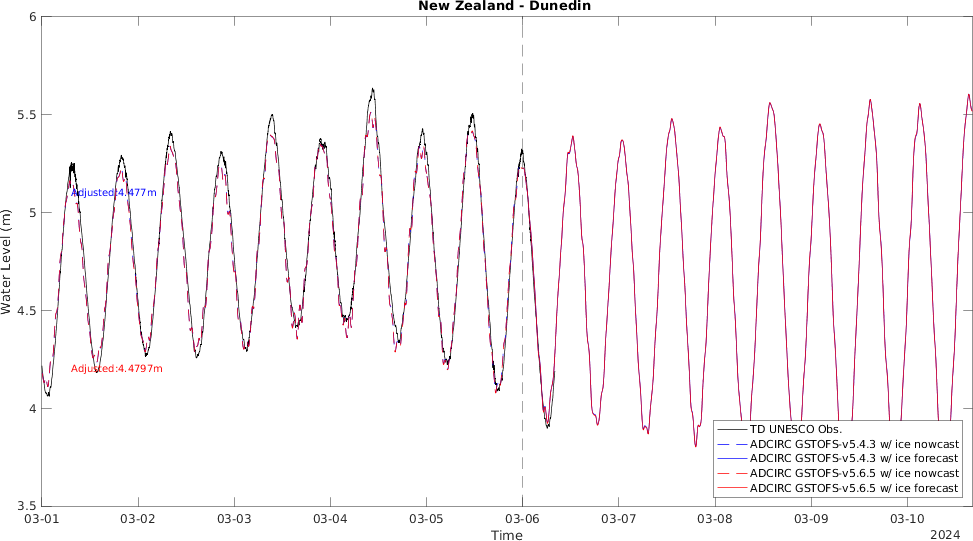 New Zealand - Dunedin
6
5.5
5
4.5
4
3.5
Water Level (m)
Adjusted:4.477m
Adjusted:4.4797m
TD UNESCO Obs.
ADCIRC GSTOFS-v5.4.3 w/ ice nowcast
ADCIRC GSTOFS-v5.4.3 w/ ice forecast
ADCIRC GSTOFS-v5.6.5 w/ ice nowcast
ADCIRC GSTOFS-v5.6.5 w/ ice forecast
03-01 03-02 03-03 03-04 03-05 03-06 03-07 03-08 03-09 03-10
Time
2024